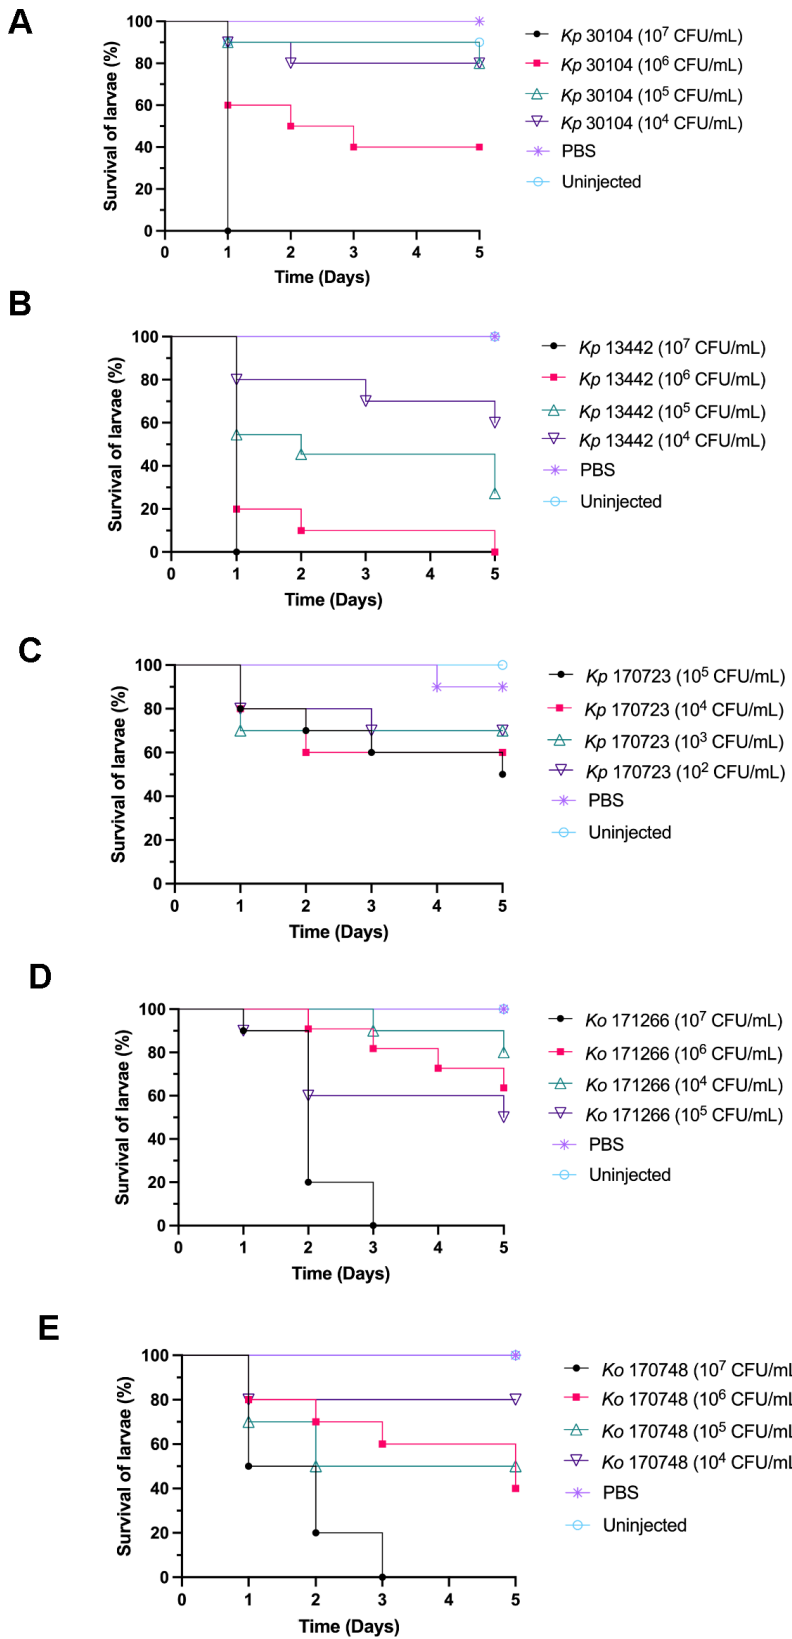 A
Survival of larvae (%)
100
80
60
40
20
0
0 1 2 3 4 5
Time (Days)
Kp 30104 (10⁷ CFU/mL)
Kp 30104 (10⁶ CFU/mL)
Kp 30104 (10⁵ CFU/mL)
Kp 30104 (10⁴ CFU/mL)
PBS
Uninjected
B
Survival of larvae (%)
100
80
60
40
20
0
0 1 2 3 4 5
Time (Days)
Kp 13442 (10⁷ CFU/mL)
Kp 13442 (10⁶ CFU/mL)
Kp 13442 (10⁵ CFU/mL)
Kp 13442 (10⁴ CFU/mL)
PBS
Uninjected
C
Survival of larvae (%)
100
80
60
40
20
0
0 1 2 3 4 5
Time (Days)
Kp 170723 (10⁵ CFU/mL)
Kp 170723 (10⁴ CFU/mL)
Kp 170723 (10³ CFU/mL)
Kp 170723 (10² CFU/mL)
PBS
Uninjected
D
Survival of larvae (%)
100
80
60
40
20
0
0 1 2 3 4 5
Time (Days)
Ko 171266 (10⁷ CFU/mL)
Ko 171266 (10⁶ CFU/mL)
Ko 171266 (10⁴ CFU/mL)
Ko 171266 (10⁵ CFU/mL)
PBS
Uninjected
E
Survival of larvae (%)
100
80
60
40
20
0
0 1 2 3 4 5
Time (Days)
Ko 170748 (10⁷ CFU/mL
Ko 170748 (10⁶ CFU/mL
Ko 170748 (10⁵ CFU/mL
Ko 170748 (10⁴ CFU/mL
PBS
Uninjected